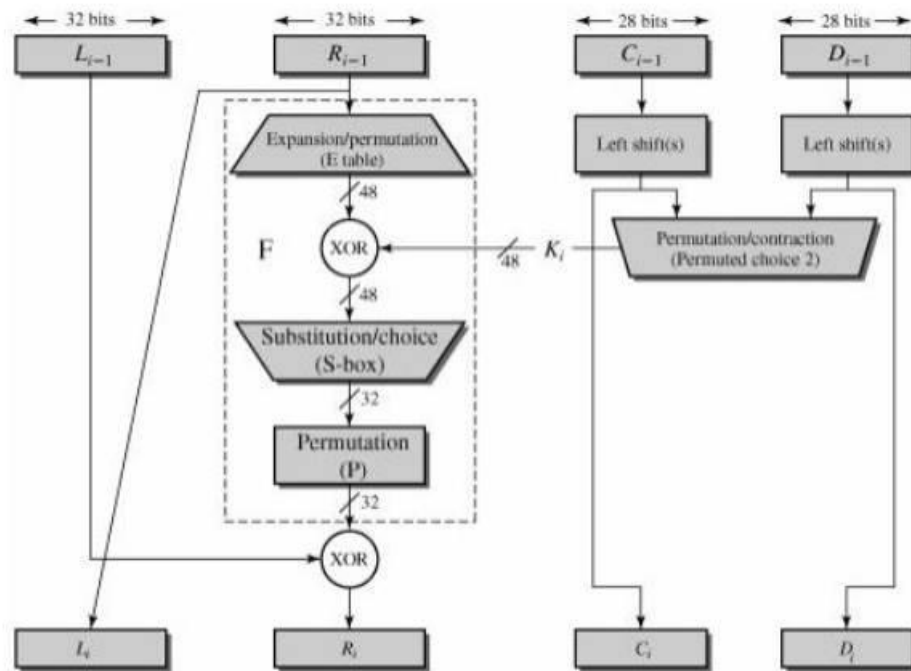 32 bits 32 bits 28 bits 28 bits
L_{i-1} R_{i-1} C_{i-1} D_{i-1}
Expansion/permutation
(E table)
Left shift(s) Left shift(s)
48
F XOR 48 K_i Permutation/contraction
(Permuted choice 2)
48
Substitution/choice
(S-box)
32
Permutation
(P)
32
XOR
L_i R_i C_i D_i